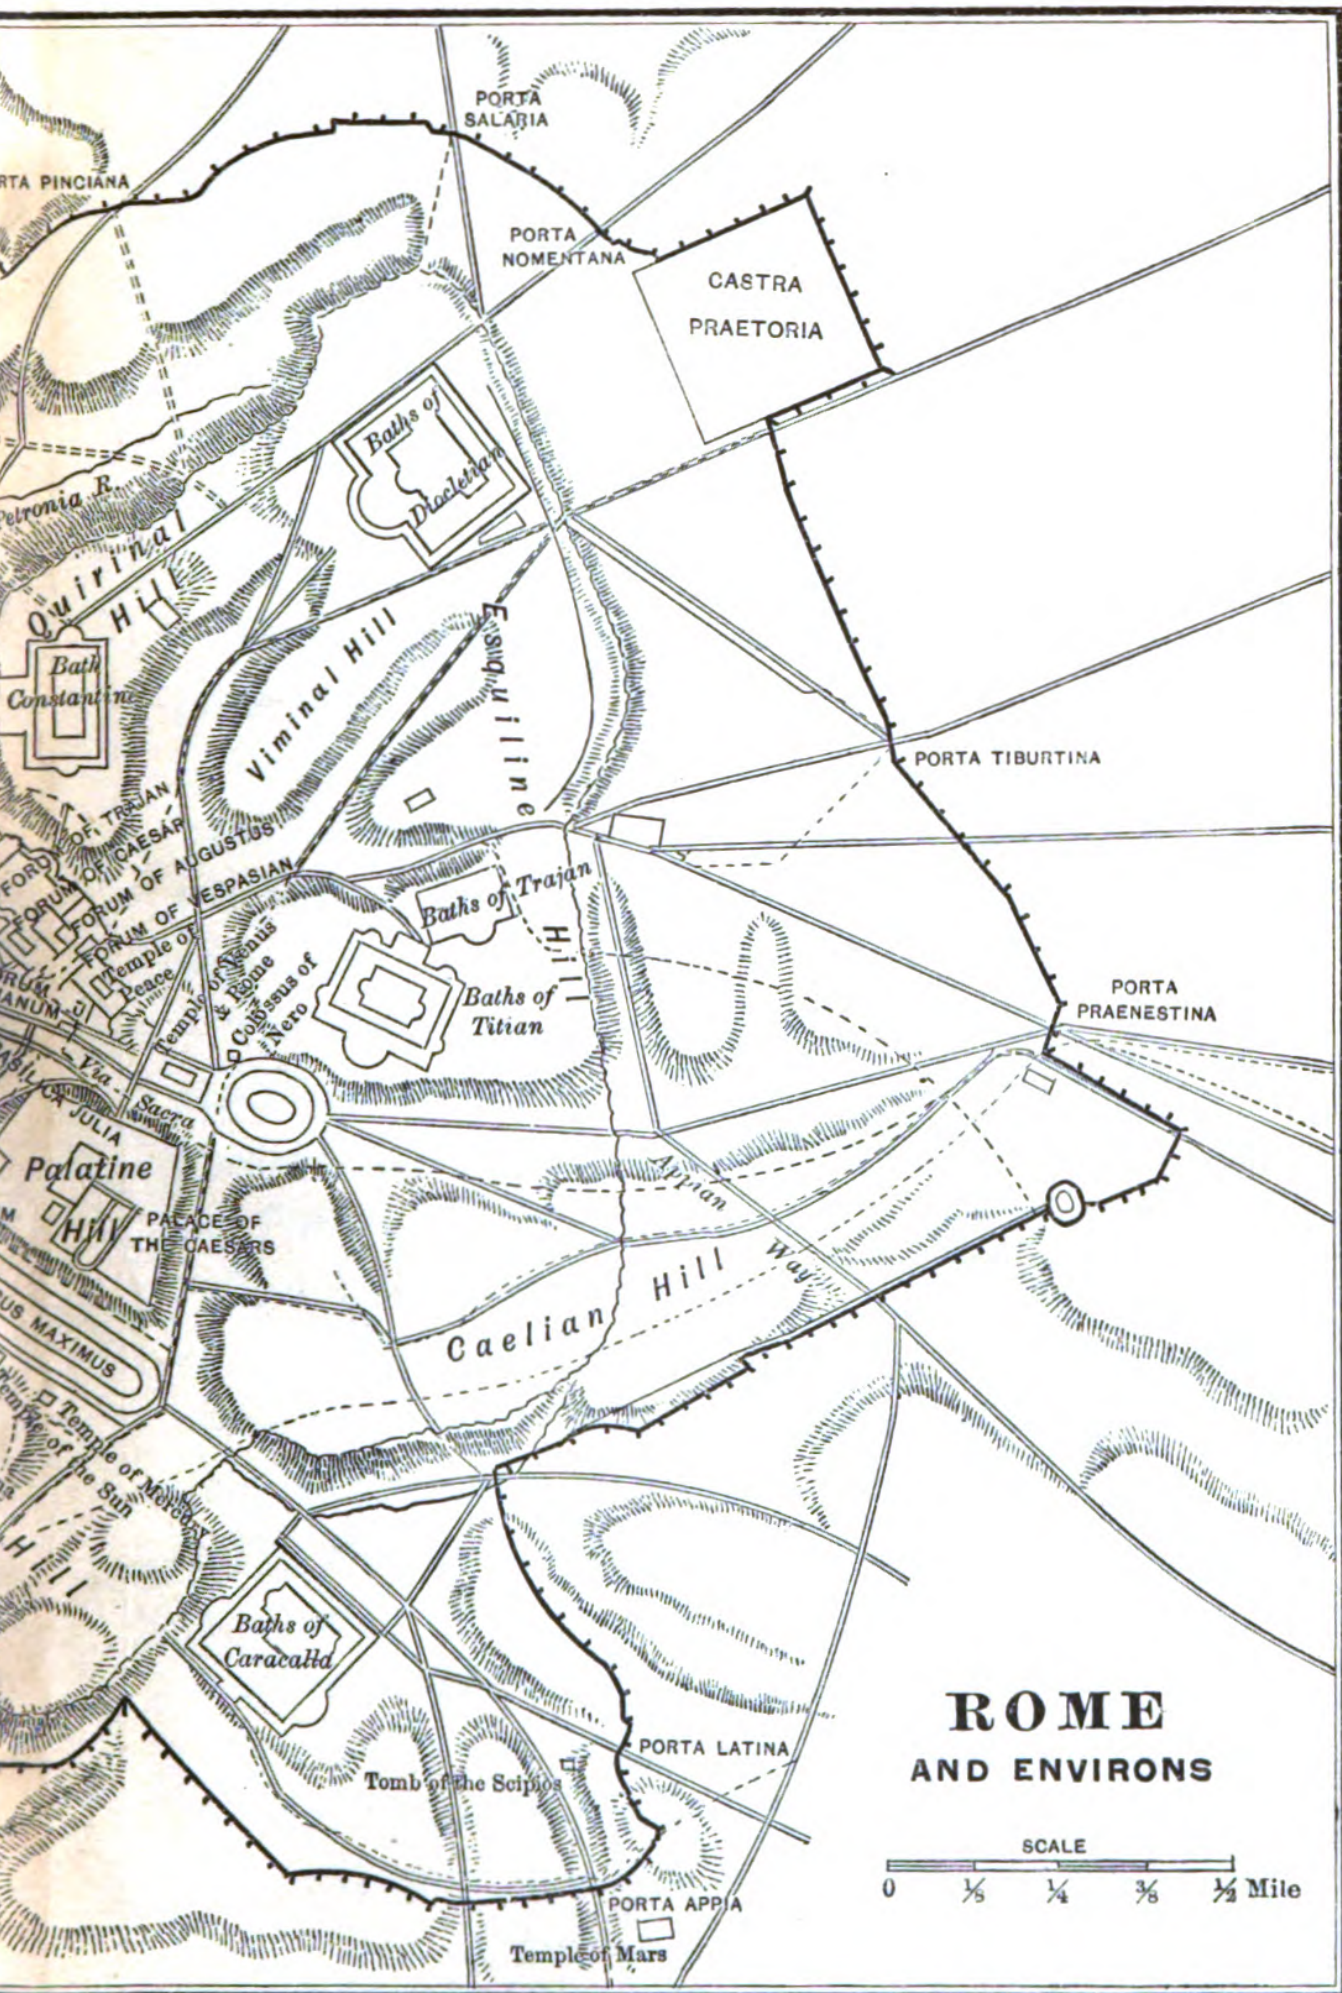 PORTA
SALARIA
RTA PINCIANA
PORTA
NOMENTANA
CASTRA
PRAETORIA
Baths of
Diocletian
Petronia R.
Quirinal
Hill
Bath
Constantine
Viminal Hill
Esquiline
Hill
PORTA TIBURTINA
OF TRAJAN
FORUM OF CAESAR
FORUM OF AUGUSTUS
FORUM OF VESPASIAN
Temple of
Peace
Temple of Venus
& Rome
Colossus of
Nero
Baths of Trajan
Baths of
Titian
PORTA
PRAENESTINA
Via
Sacra
BASILICA JULIA
Palatine
Hill
PALACE OF
THE CAESARS
Appian
Way
Caelian Hill
US MAXIMUS
Temple of Mercury
Temple of the Sun
Hill
Baths of
Caracalla
PORTA LATINA
Tomb of the Scipios
PORTA APPIA
Temple of Mars
ROME
AND ENVIRONS
SCALE
0 ⅛ ¼ ⅜ ½ Mile